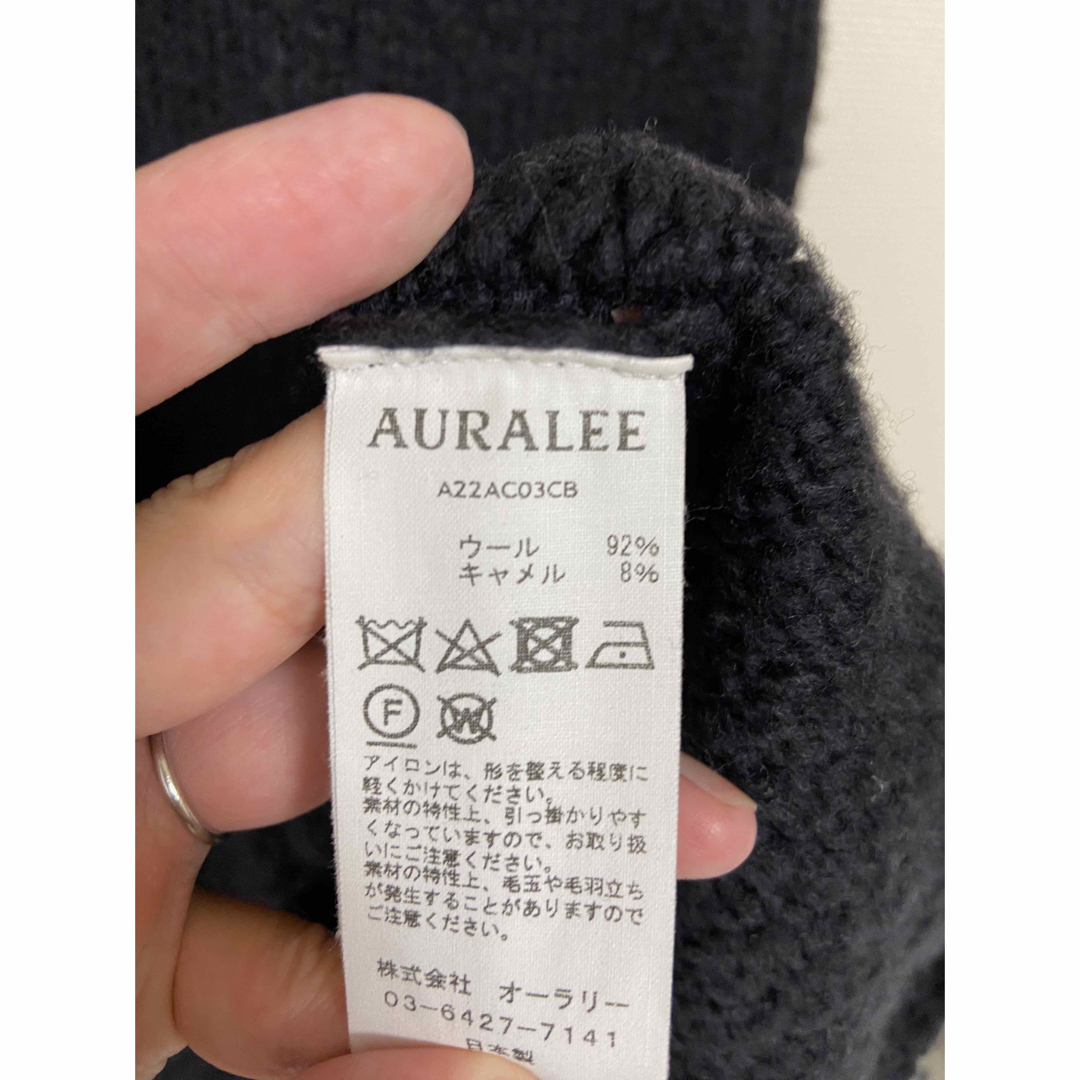 AURALEE
A22AC03CB
ウール 92%
キャメル 8%
F
W
アイロンは、形を整える程度に
軽くかけてください。
素材の特性上、引っ掛かりやす
くなっていますので、お取り扱
いにご注意ください。
素材の特性上、毛玉や毛羽立ち
が発生することがありますので
ご注意ください。
株式会社 オーラリー
03-6427-7141
日本製